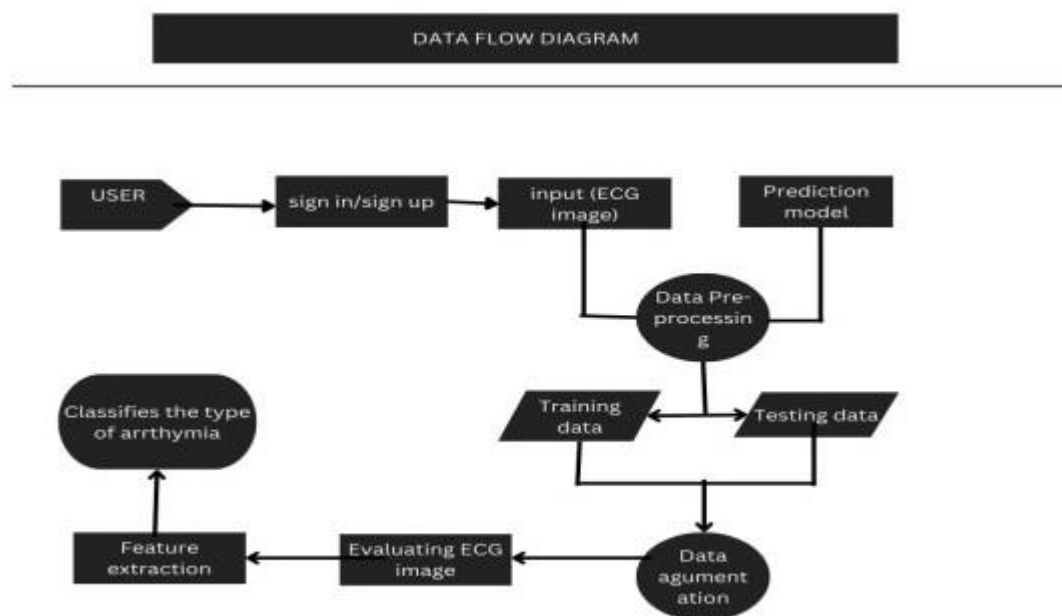 DATA FLOW DIAGRAM
USER
sign in/sign up
input (ECG
image)
Prediction
model
Data Pre-
processin
g
Classifies the type
of arrthymia
Training
data
Testing data
Feature
extraction
Evaluating ECG
image
Data
agument
ation